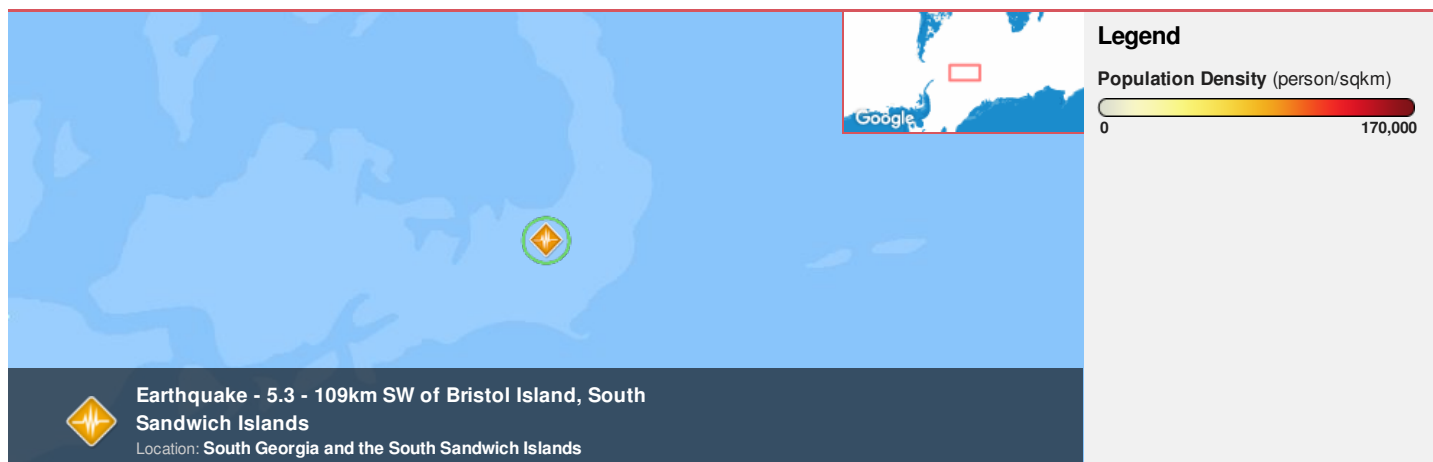 Google
Legend
Population Density (person/sqkm)
0 170,000
Earthquake - 5.3 - 109km SW of Bristol Island, South
Sandwich Islands
Location: South Georgia and the South Sandwich Islands